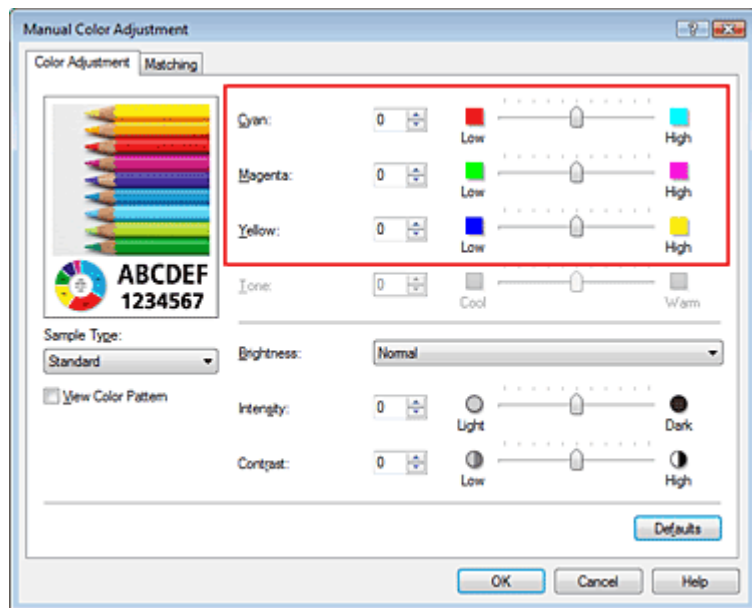 Manual Color Adjustment
Color Adjustment Matching
Cyan: 0 Low High
Magenta: 0 Low High
Yellow: 0 Low High
ABCDEF
1234567
Tone: 0 Cool Warm
Sample Type:
Standard
Brightness: Normal
View Color Pattern
Intensity: 0 Light Dark
Contrast: 0 Low High
Defaults
OK Cancel Help